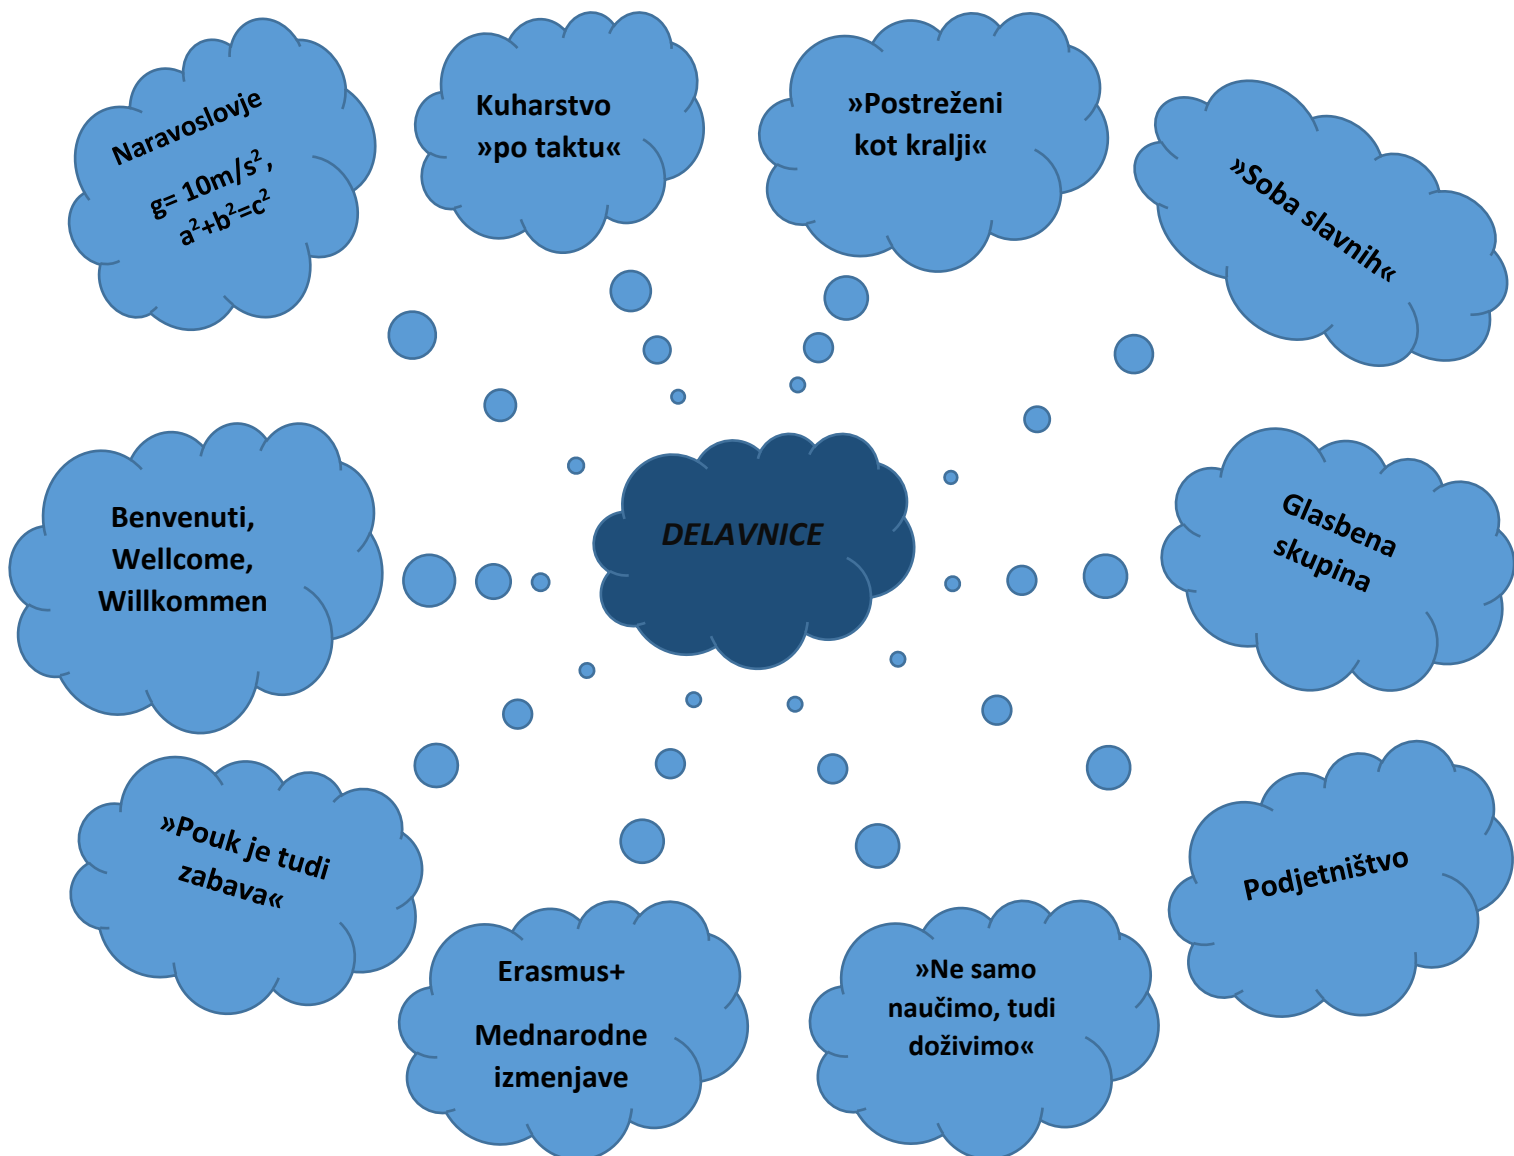 Naravoslovje
g= 10m/s²,
a²+b²=c²
Kuharstvo
»po taktu«
»Postreženi
kot kralji«
»Soba slavnih«
Benvenuti,
Wellcome,
Willkommen
DELAVNICE
Glasbena
skupina
»Pouk je tudi
zabava«
Erasmus+
Mednarodne
izmenjave
»Ne samo
naučimo, tudi
doživimo«
Podjetništvo